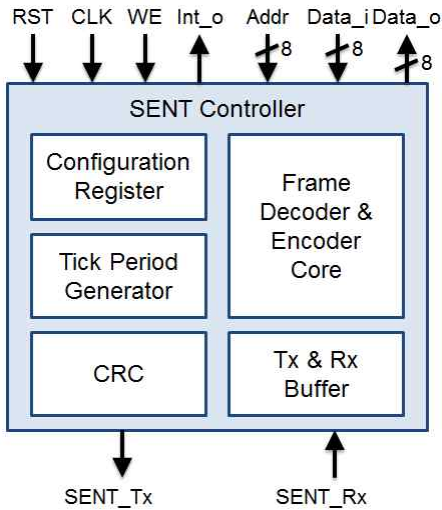 RST CLK WE Int_o Addr Data_i Data_o
8 8 8
SENT Controller
Configuration
Register
Frame
Decoder &
Encoder
Core
Tick Period
Generator
CRC
Tx & Rx
Buffer
SENT_Tx SENT_Rx